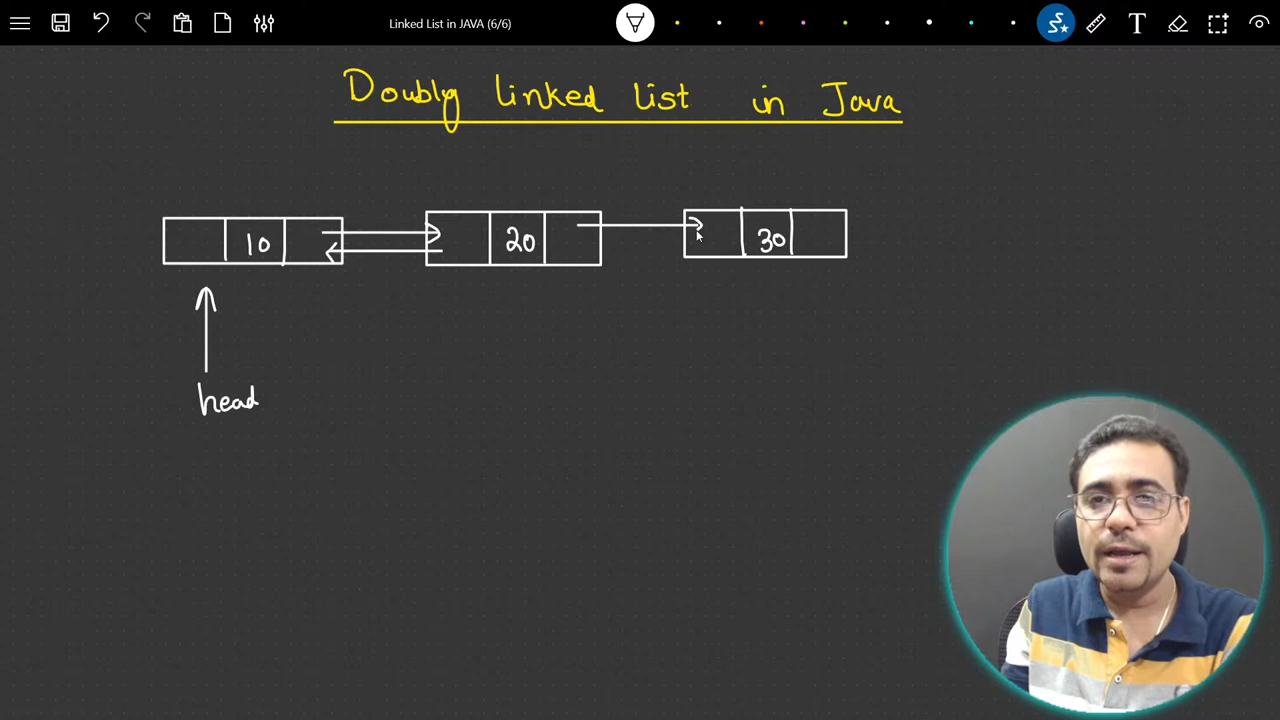 Linked List in JAVA (6/6)
T
Doubly linked list in Java
10 20 30
head